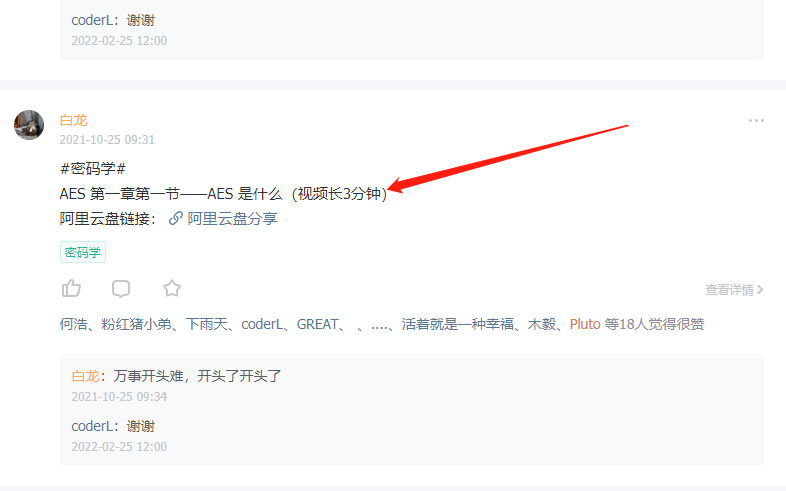 coderL：谢谢
2022-02-25 12:00
白龙
2021-10-25 09:31
#密码学#
AES 第一章第一节——AES 是什么（视频长3分钟）
阿里云盘链接： 阿里云盘分享
密码学
查看详情
何浩、粉红猪小弟、下雨天、coderL、GREAT、 、....、活着就是一种幸福、木毅、Pluto 等18人觉得很赞
白龙：万事开头难，开头了开头了
2021-10-25 09:34
coderL：谢谢
2022-02-25 12:00